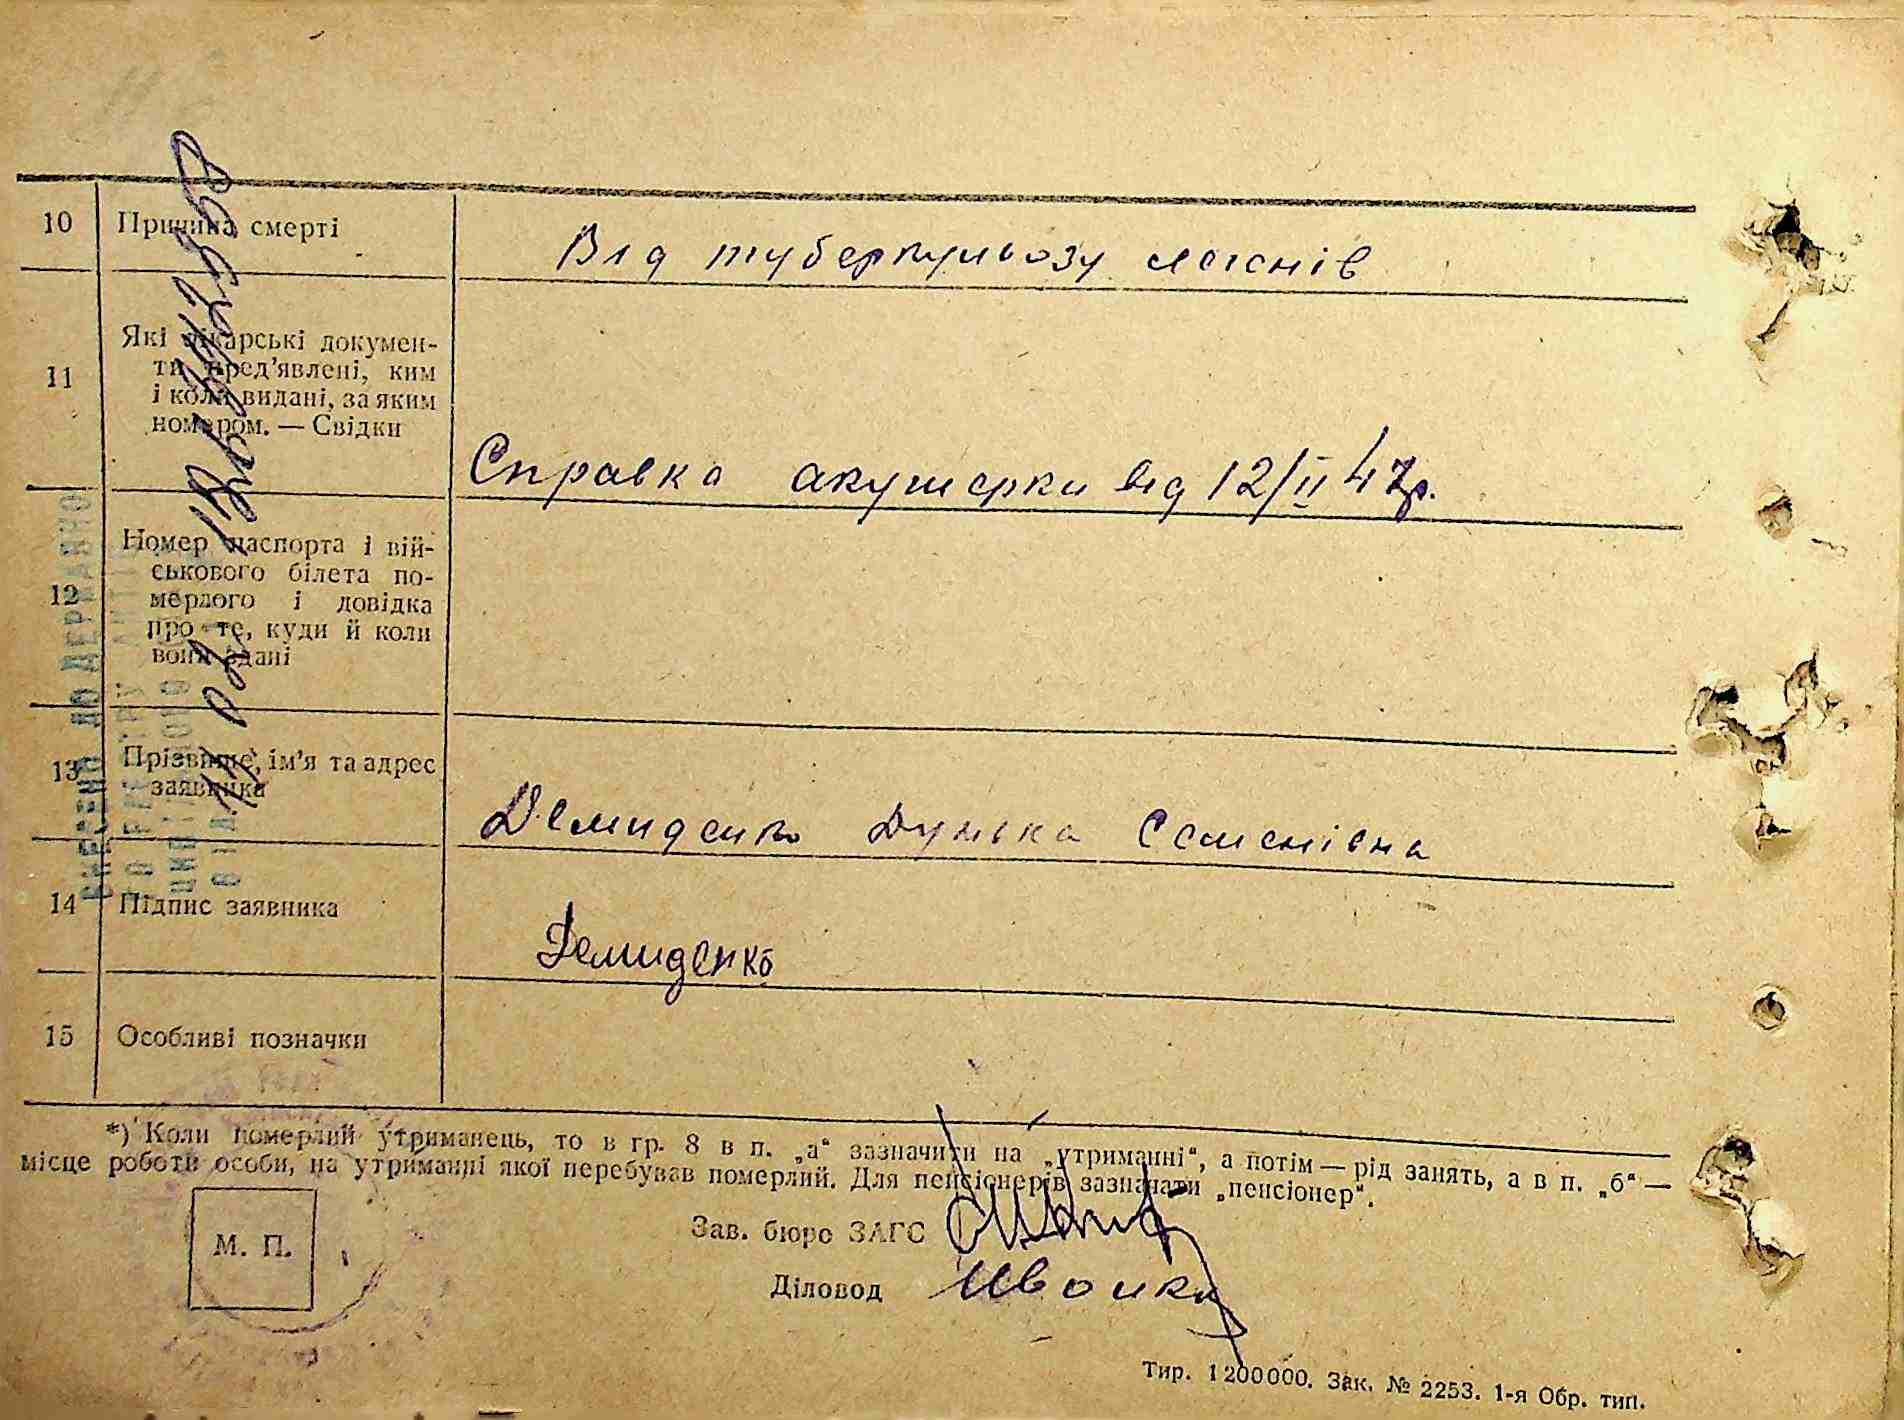 10 Причина смерті
Від туберкульозу легенів
11 Які лікарські докумен-
ти пред'явлені, ким
і коли видані, за яким
номером. — Свідки
Справка акушерки від 12/II 47р.
12 Номер паспорта і вій-
ськового білета по-
мерлого і довідка
про те, куди й коли
вони здані
13 Прізвище, ім'я та адрес
заявника
Демиденко Дунька Семенівна
14 Підпис заявника
Демиденко
15 Особливі позначки
*) Коли померлий утриманець, то в гр. 8 в п. „а" зазначити на „утриманні", а потім — рід занять, а в п. „б" —
місце роботи особи, на утриманні якої перебував померлий. Для пенсіонерів зазначати „пенсіонер".
М. П.
Зав. бюро ЗАГС
Діловод
Тир. 1200000. Зак. № 2253. 1-я Обр. тип.
ВНЕСЕНО ДО ДЕРЖАВНОГО